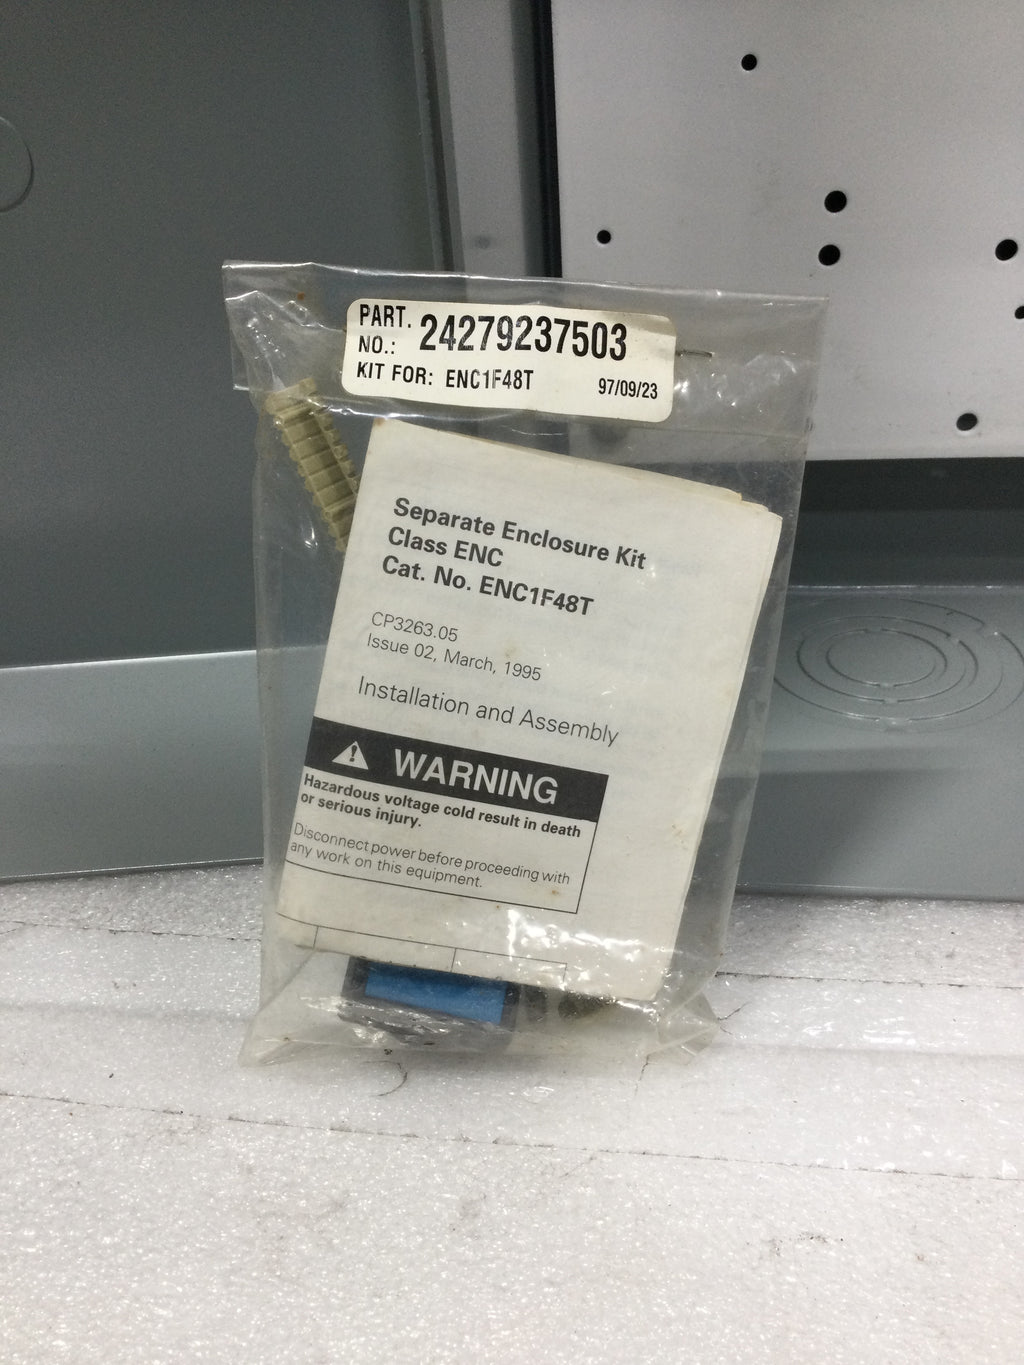 PART. NO.: 24279237503
KIT FOR: ENC1F48T 97/09/23
Separate Enclosure Kit
Class ENC
Cat. No. ENC1F48T
CP3263.05
Issue 02, March, 1995
Installation and Assembly
WARNING
Hazardous voltage cold result in death
or serious injury.
Disconnect power before proceeding with
any work on this equipment.